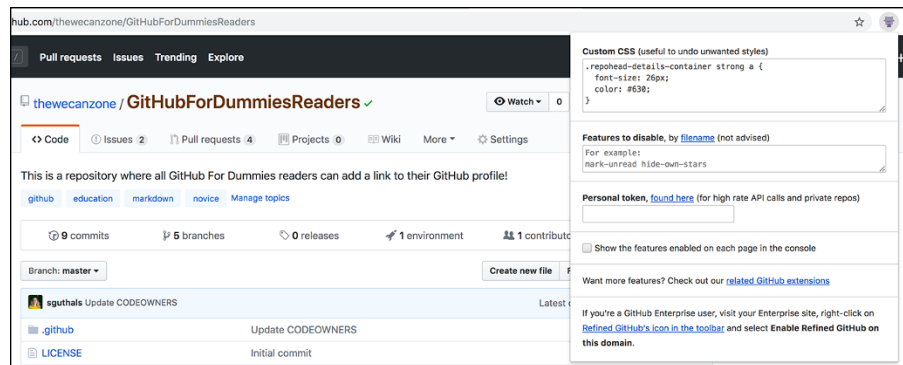 hub.com/thewecanzone/GitHubForDummiesReaders
/ Pull requests Issues Trending Explore
thewecanzone / GitHubForDummiesReaders
Watch 0
Code Issues 2 Pull requests 4 Projects 0 Wiki More Settings
This is a repository where all GitHub For Dummies readers can add a link to their GitHub profile!
github education markdown novice Manage topics
9 commits 5 branches 0 releases 1 environment 1 contributo
Branch: master Create new file
sguthals Update CODEOWNERS Latest
.github Update CODEOWNERS
LICENSE Initial commit
Custom CSS (useful to undo unwanted styles)
.repohead-details-container strong a {
font-size: 26px;
color: #630;
}
Features to disable, by filename (not advised)
For example:
mark-unread hide-own-stars
Personal token, found here (for high rate API calls and private repos)
Show the features enabled on each page in the console
Want more features? Check out our related GitHub extensions
If you're a GitHub Enterprise user, visit your Enterprise site, right-click on
Refined GitHub's icon in the toolbar and select Enable Refined GitHub on
this domain.